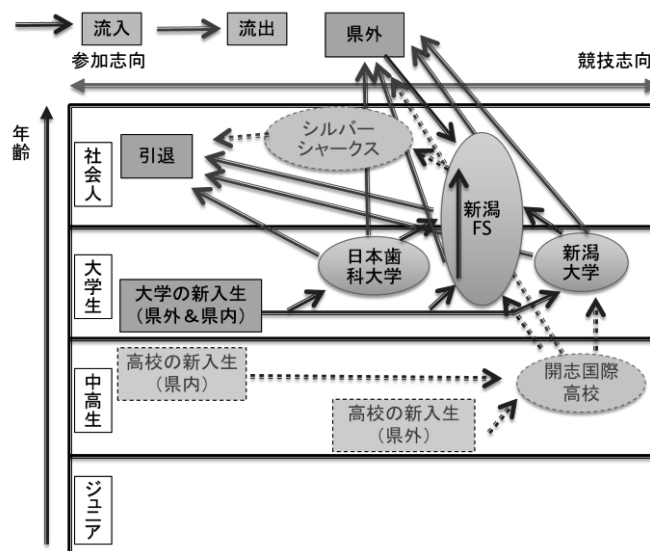 流入
流出
県外
参加志向
競技志向
年齢
社会人
引退
シルバー
シャークス
新潟
FS
大学生
日本歯
科大学
新潟
大学
大学の新入生
(県外&県内)
中高生
高校の新入生
(県内)
開志国際
高校
高校の新入生
(県外)
ジュニア